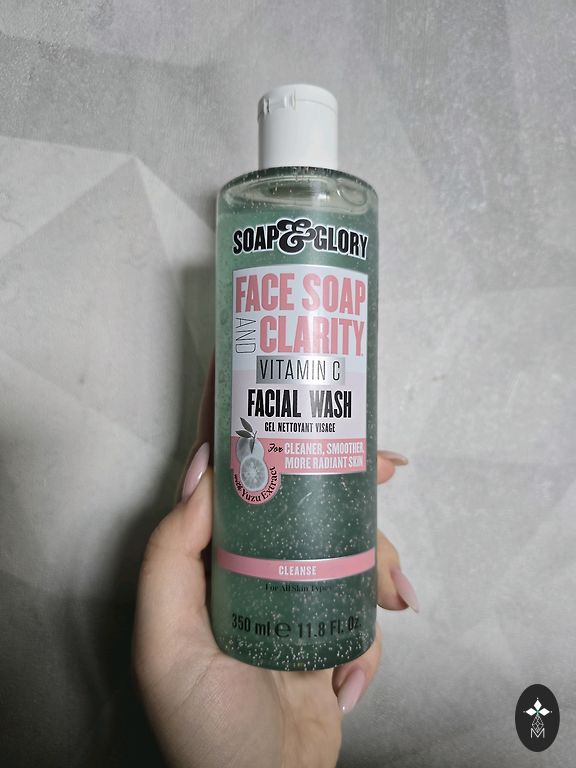 SOAP & GLORY
FACE SOAP
AND CLARITY
VITAMIN C
FACIAL WASH
GEL NETTOYANT VISAGE
For CLEANER, SMOOTHER,
MORE RADIANT SKIN
with Yuzu Extract
CLEANSE
For All Skin Types
350 ml ℮ 11.8 Fl. Oz.
M